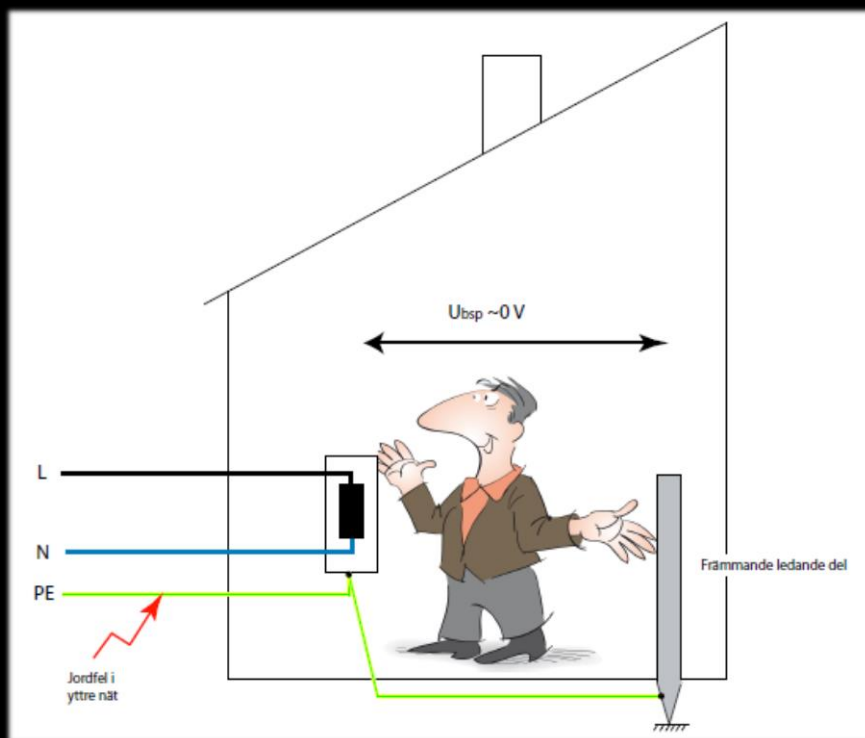 Ubsp ~0 V
L
N
PE
Främmande ledande del
Jordfel i
yttre nät